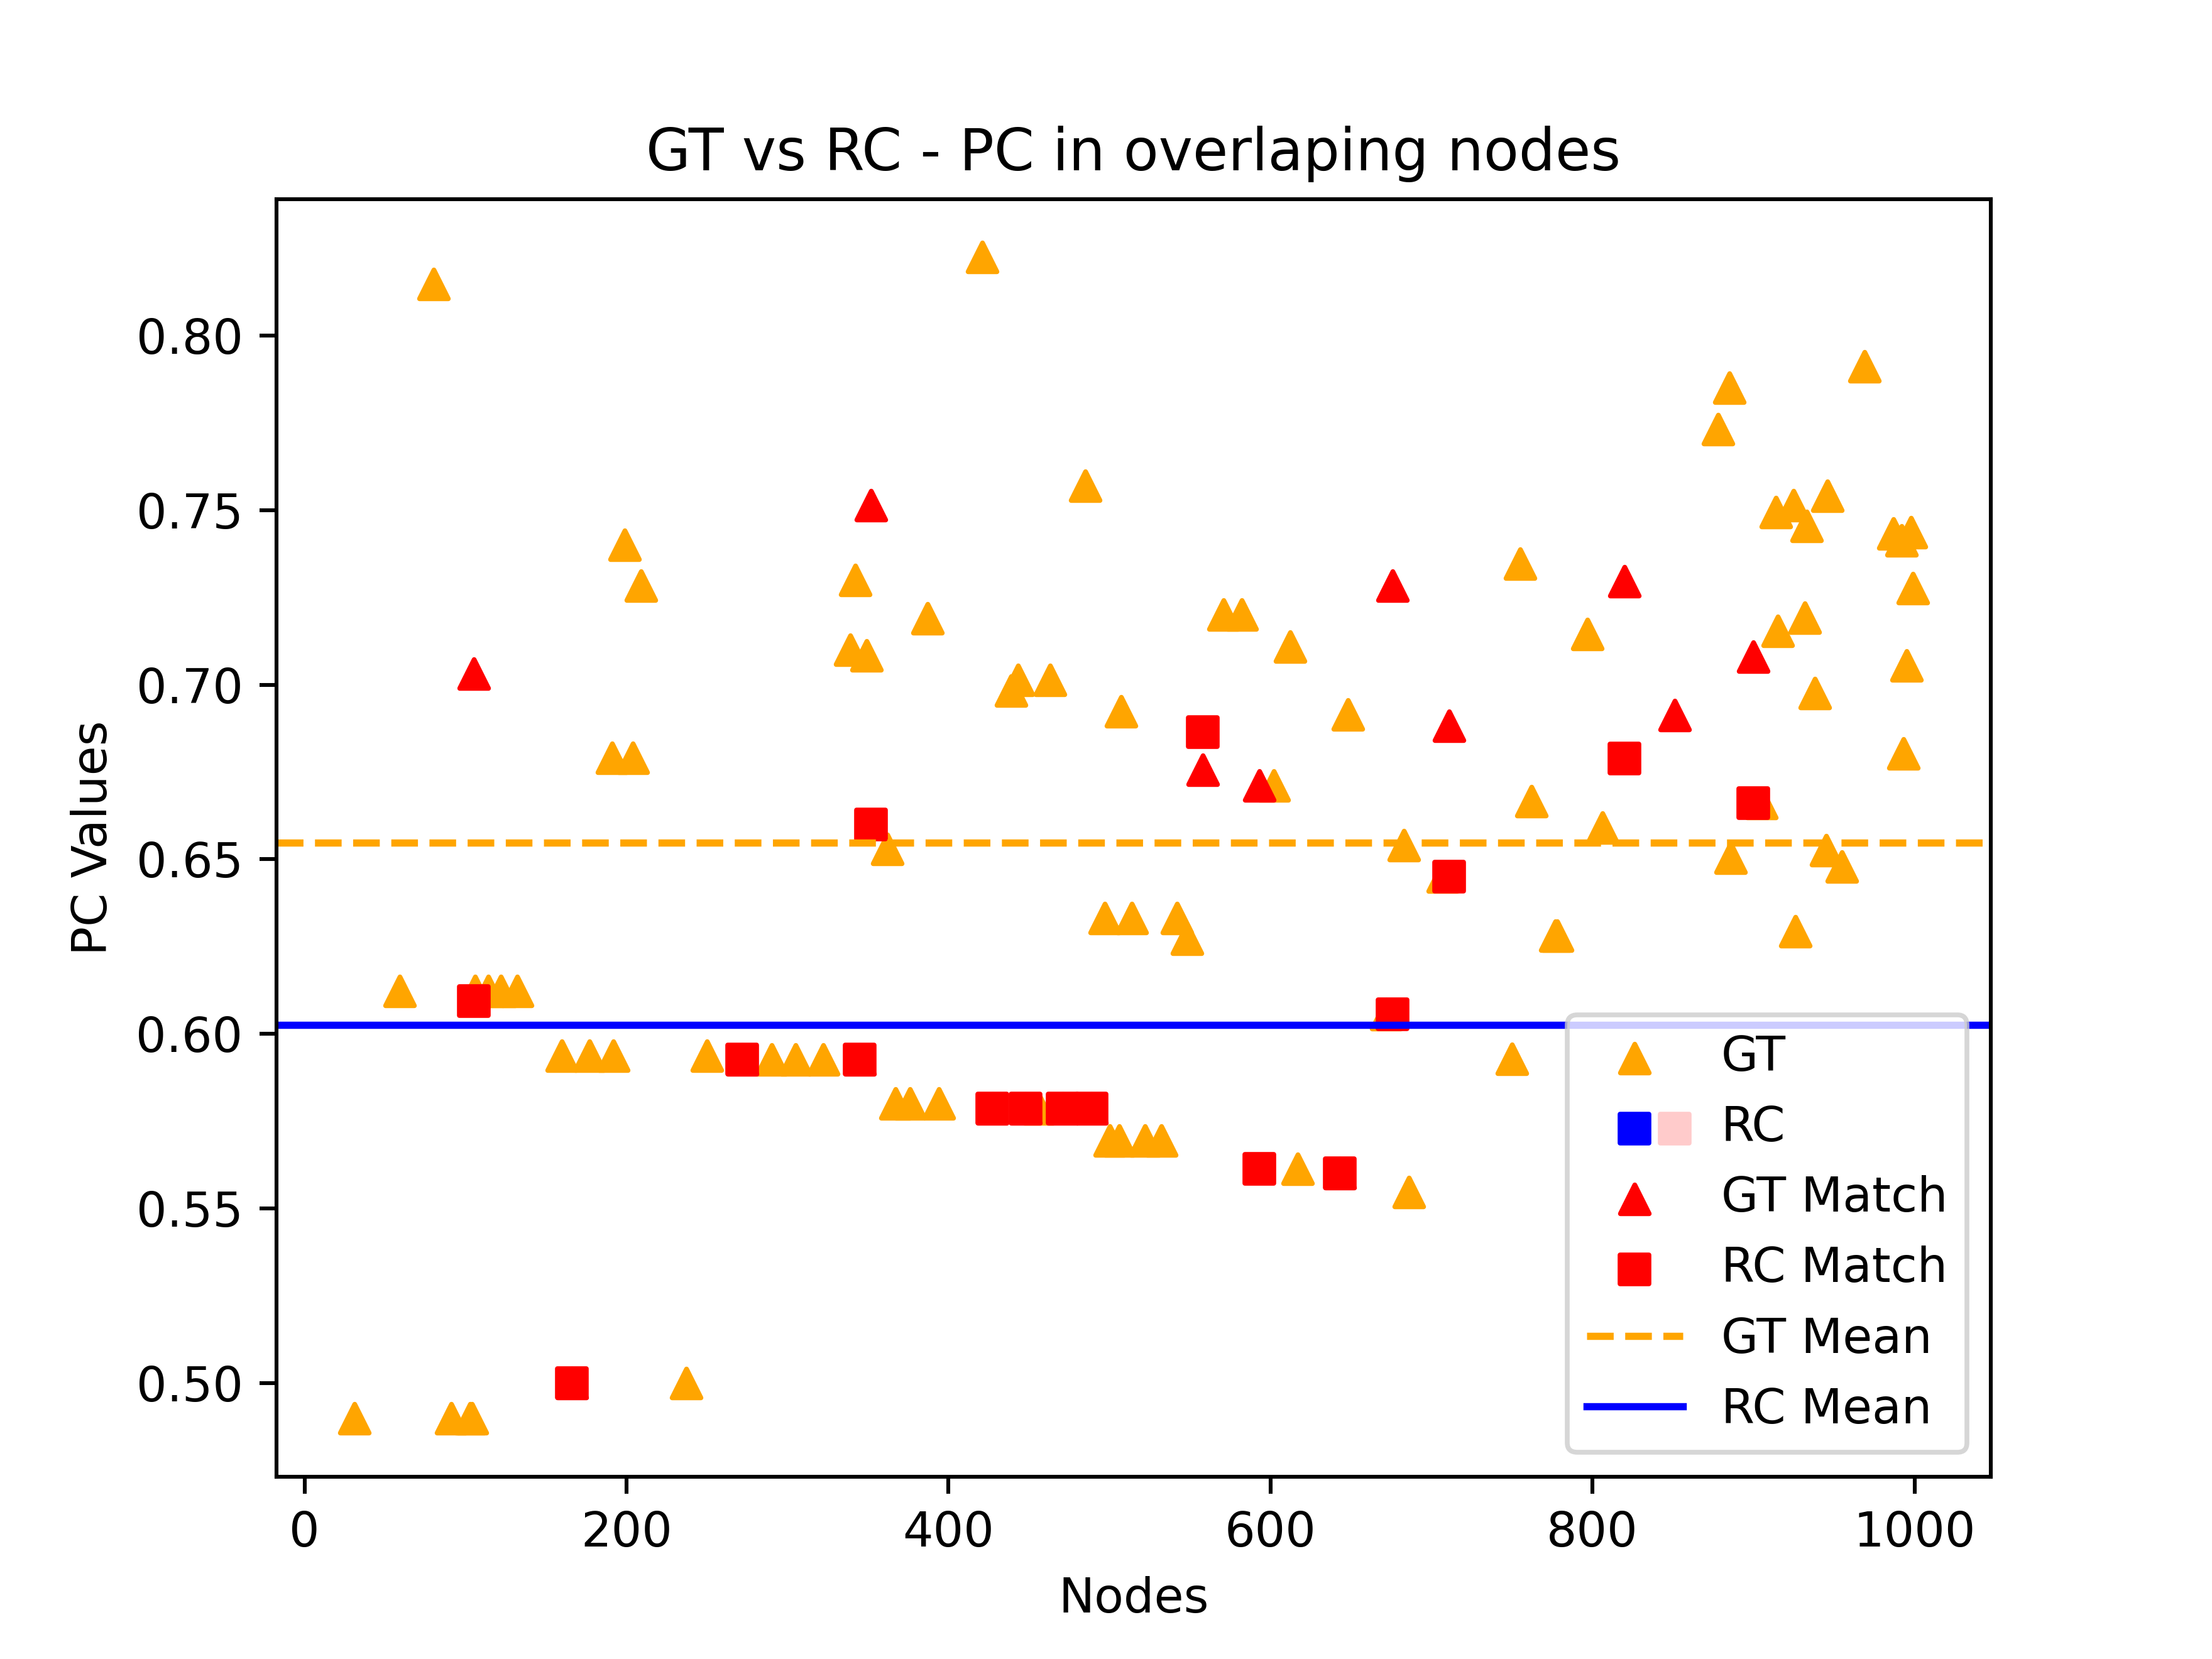 GT vs RC - PC in overlaping nodes
0.80
0.75
0.70
0.65
0.60
0.55
0.50
PC Values
GT
RC
GT Match
RC Match
GT Mean
RC Mean
0 200 400 600 800 1000
Nodes